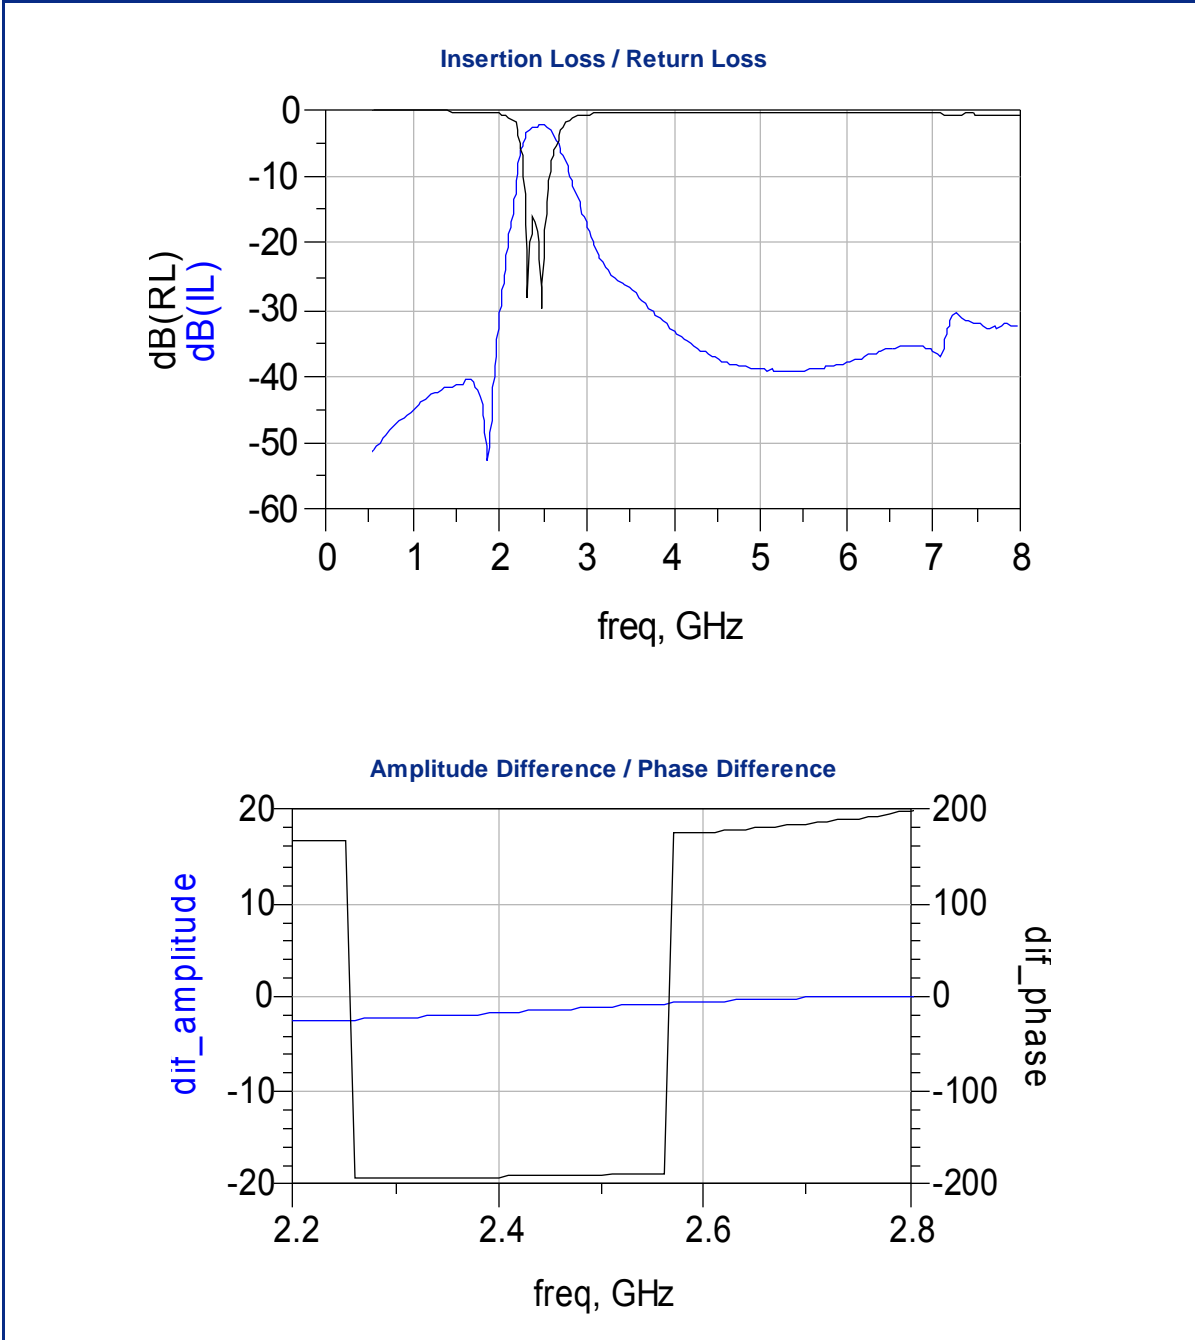 Insertion Loss / Return Loss
0
-10
-20
-30
-40
-50
-60
dB(RL)
dB(IL)
0 1 2 3 4 5 6 7 8
freq, GHz
Amplitude Difference / Phase Difference
20
10
0
-10
-20
dif_amplitude
200
100
0
-100
-200
dif_phase
2.2 2.4 2.6 2.8
freq, GHz